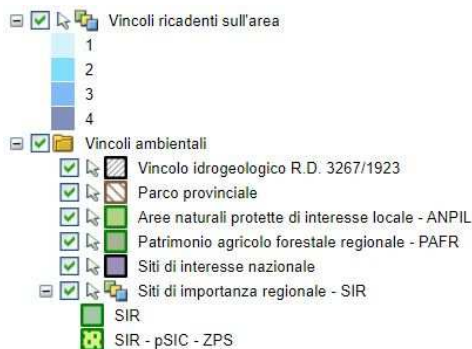 Vincoli ricadenti sull'area
1
2
3
4
Vincoli ambientali
Vincolo idrogeologico R.D. 3267/1923
Parco provinciale
Aree naturali protette di interesse locale - ANPIL
Patrimonio agricolo forestale regionale - PAFR
Siti di interesse nazionale
Siti di importanza regionale - SIR
SIR
SIR - pSIC - ZPS